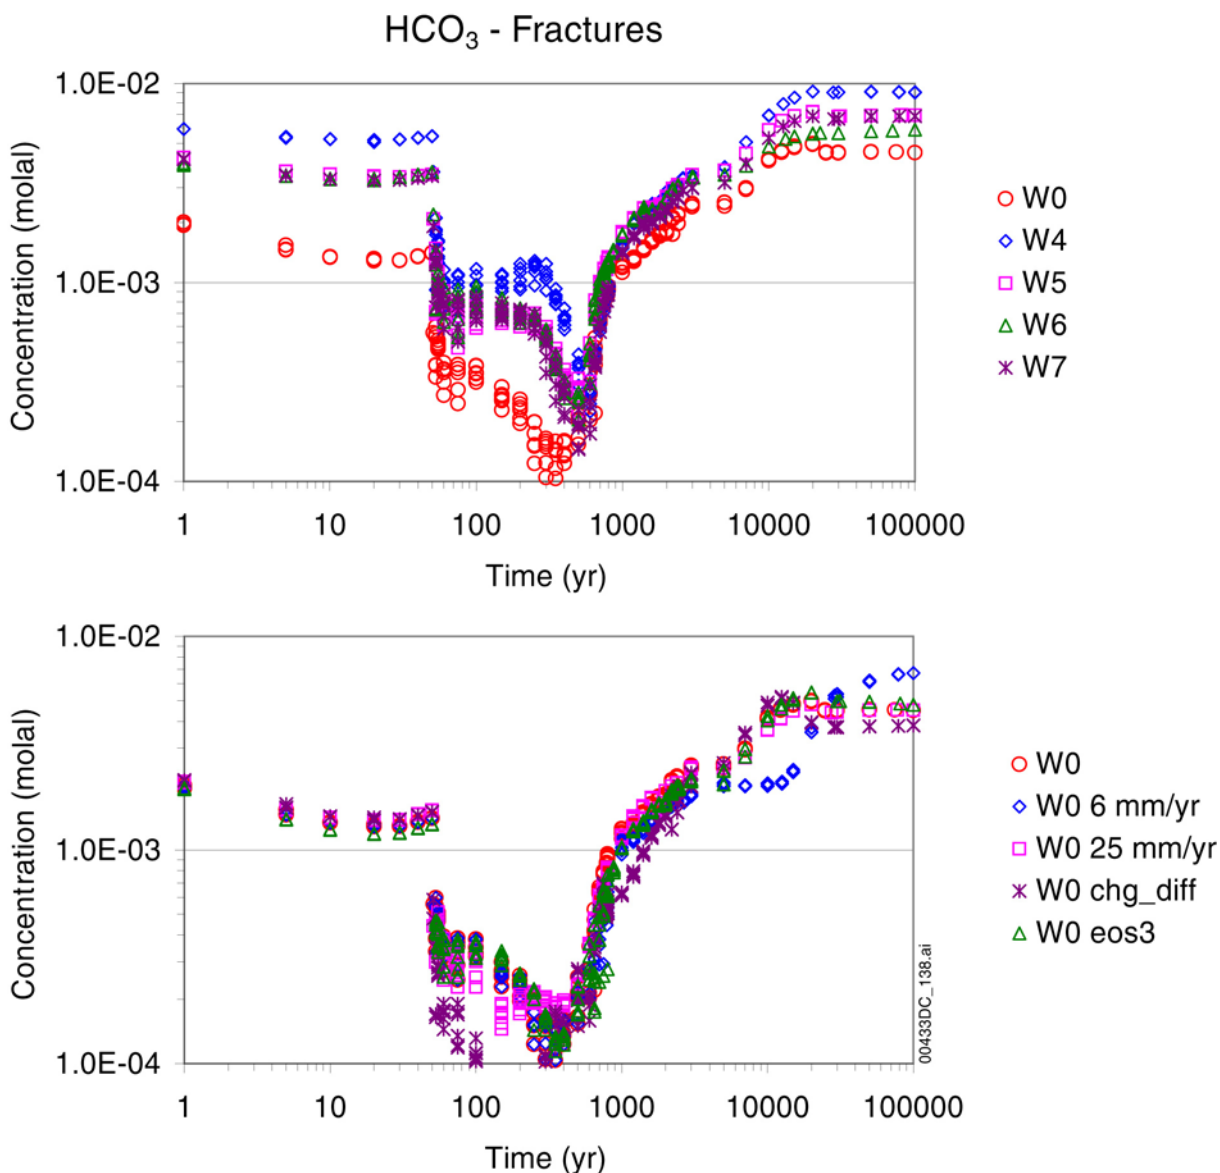 HCO₃ - Fractures
1.0E-02
1.0E-03
1.0E-04
Concentration (molal)
1 10 100 1000 10000 100000
Time (yr)
W0
W4
W5
W6
W7
1.0E-02
1.0E-03
1.0E-04
Concentration (molal)
1 10 100 1000 10000 100000
Time (yr)
W0
W0 6 mm/yr
W0 25 mm/yr
W0 chg_diff
W0 eos3
00433DC_138.ai